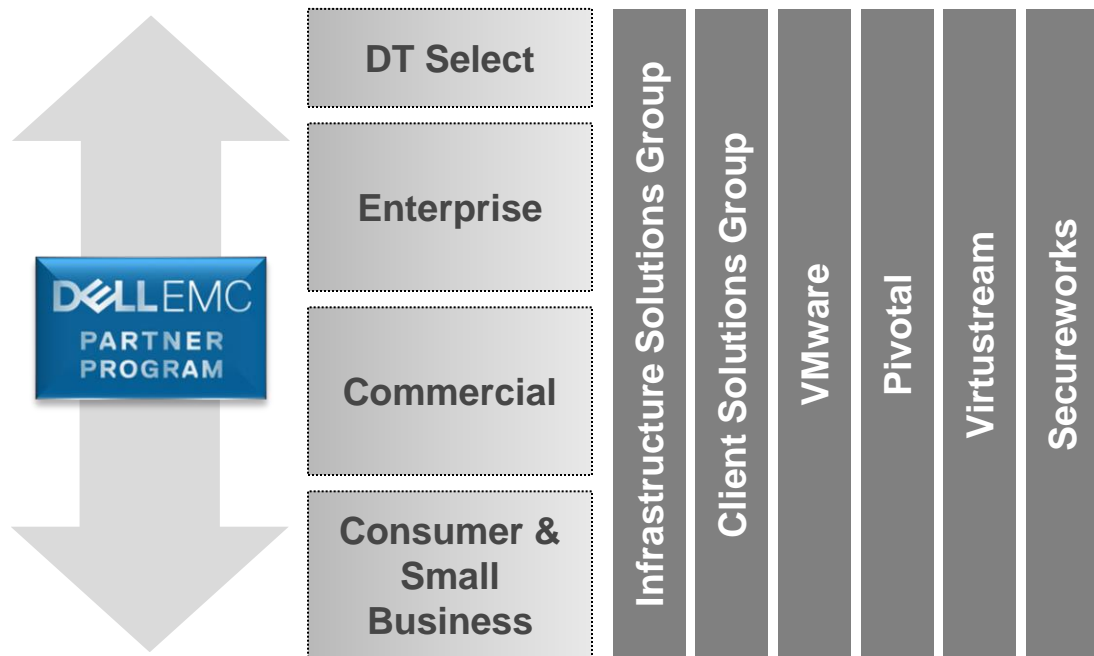 DT Select
Enterprise
DELLEMC
PARTNER
PROGRAM
Commercial
Consumer &
Small
Business
Infrastructure Solutions Group
Client Solutions Group
VMware
Pivotal
Virtustream
Secureworks